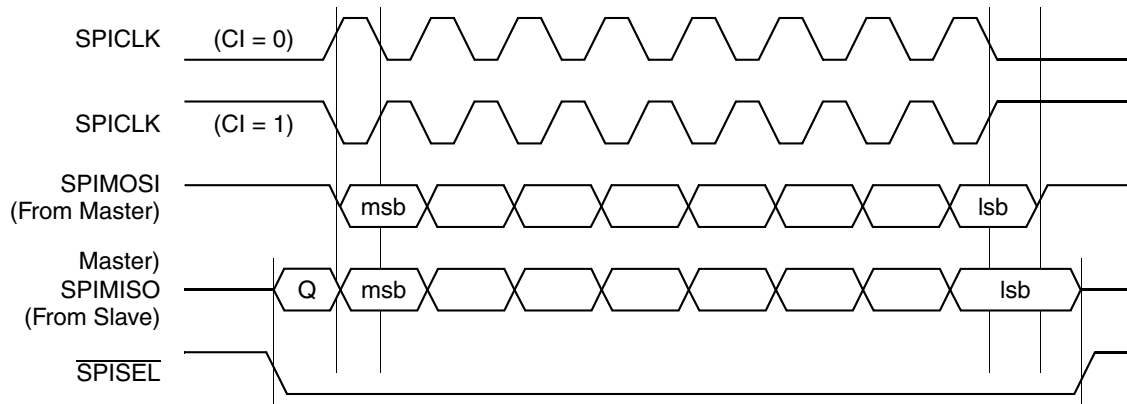 SPICLK (CI = 0)
SPICLK (CI = 1)
SPIMOSI
(From Master)
msb lsb
Master)
SPIMISO
(From Slave)
Q msb lsb
SPISEL